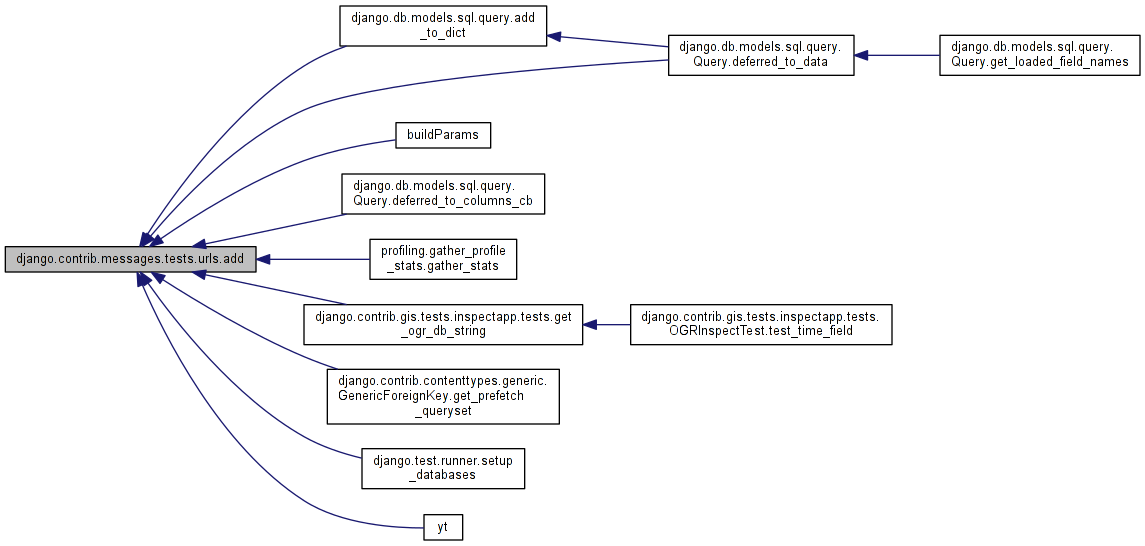 django.db.models.sql.query.add
_to_dict
django.db.models.sql.query.
Query.deferred_to_data
django.db.models.sql.query.
Query.get_loaded_field_names
buildParams
django.db.models.sql.query.
Query.deferred_to_columns_cb
django.contrib.messages.tests.urls.add
profiling.gather_profile
_stats.gather_stats
django.contrib.gis.tests.inspectapp.tests.get
_ogr_db_string
django.contrib.gis.tests.inspectapp.tests.
OGRInspectTest.test_time_field
django.contrib.contenttypes.generic.
GenericForeignKey.get_prefetch
_queryset
django.test.runner.setup
_databases
yt